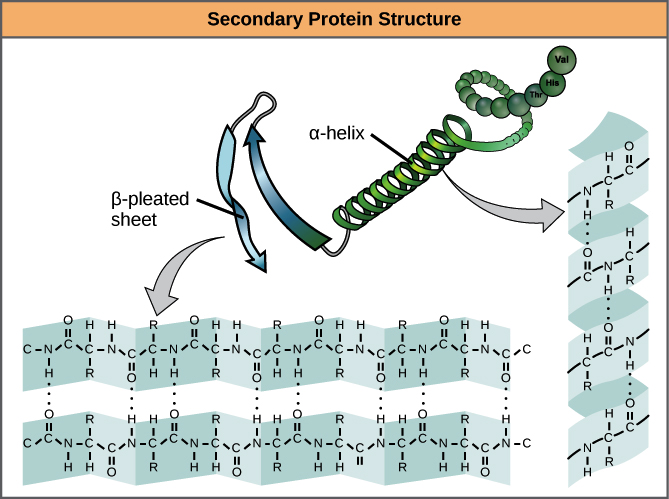 Secondary Protein Structure
Val
His
Thr
α-helix
β-pleated
sheet
H O
C
N C
H R
O H
C N C
H R
O H
C C N
H R H
O
H C
N C
H R
O H H R O H H R O H H R O H H
C N C C N C C N C C N C C N C C N C C N C C N C C
H R O H H R O H H R O H H R O
O H H R O H H R O H H R O H H R
C C N C C N C C N C C N C C N C C N C C N C C N C
H R O H H R O H H R O H H R O